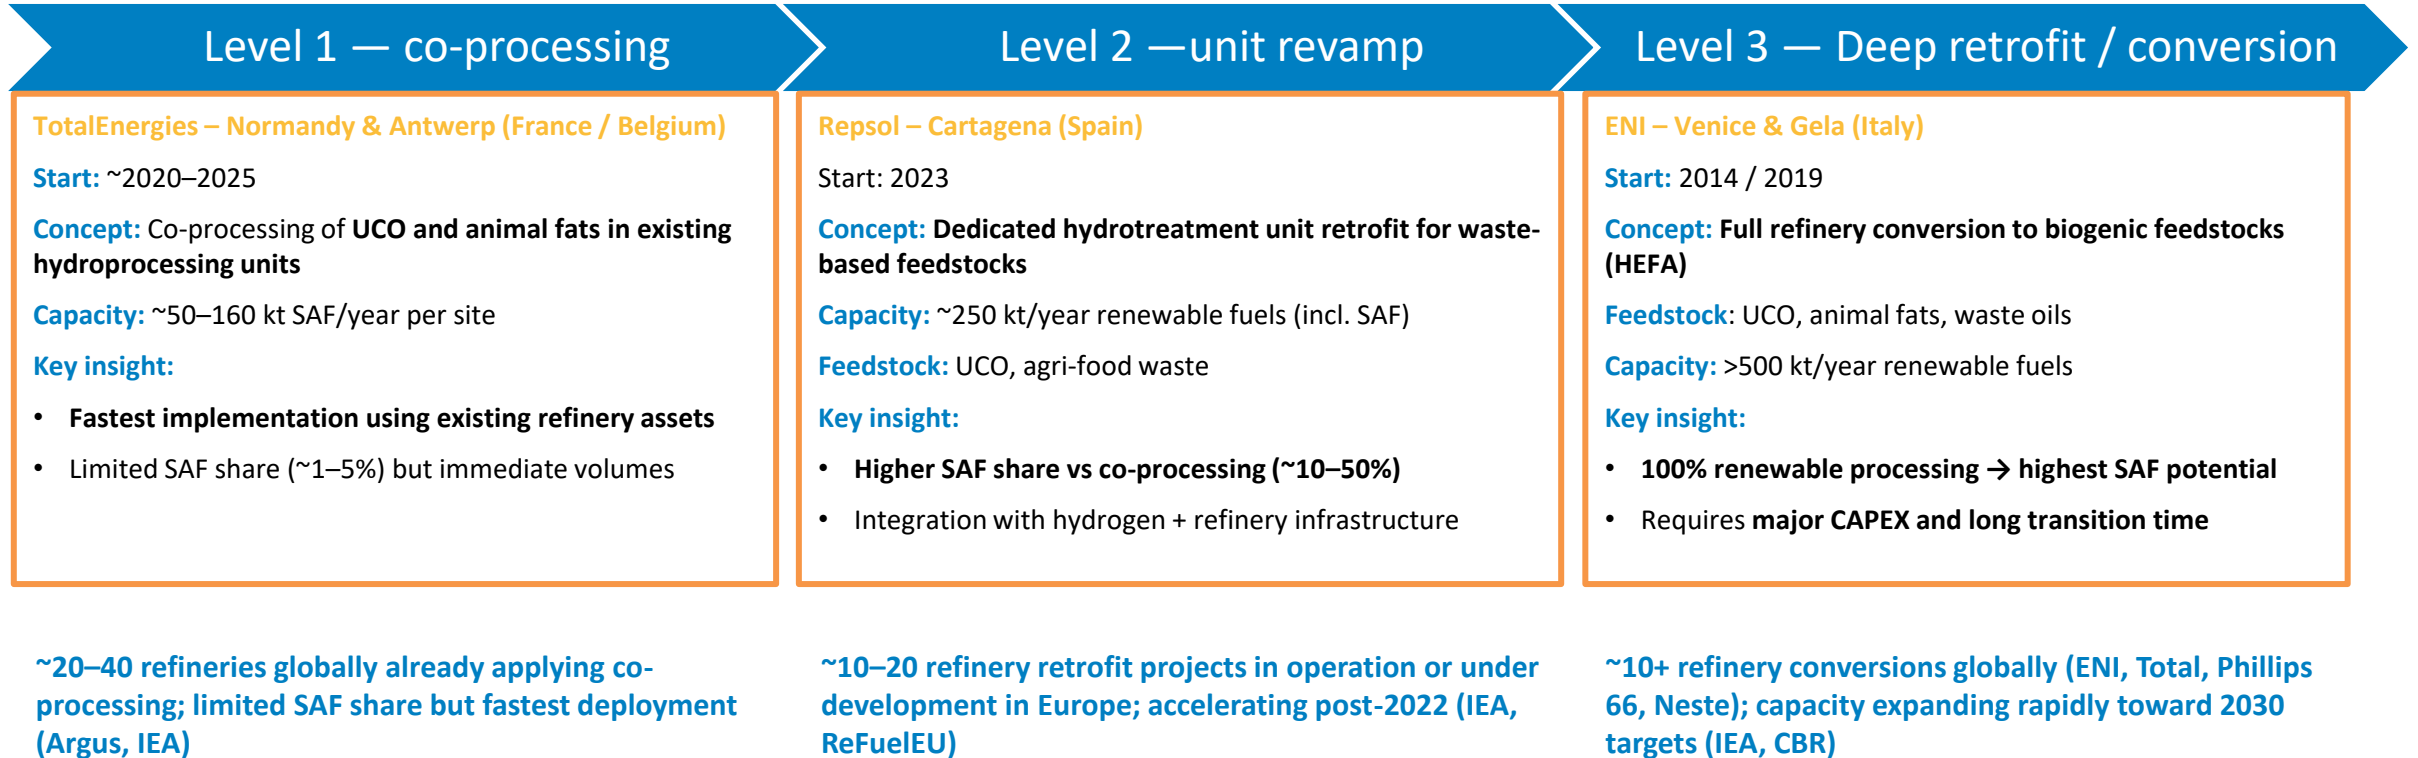 Level 1 — co-processing
Level 2 —unit revamp
Level 3 — Deep retrofit / conversion
TotalEnergies – Normandy & Antwerp (France / Belgium)
Start: ~2020–2025
Concept: Co-processing of UCO and animal fats in existing
hydroprocessing units
Capacity: ~50–160 kt SAF/year per site
Key insight:
• Fastest implementation using existing refinery assets
• Limited SAF share (~1–5%) but immediate volumes
Repsol – Cartagena (Spain)
Start: 2023
Concept: Dedicated hydrotreatment unit retrofit for waste-
based feedstocks
Capacity: ~250 kt/year renewable fuels (incl. SAF)
Feedstock: UCO, agri-food waste
Key insight:
• Higher SAF share vs co-processing (~10–50%)
• Integration with hydrogen + refinery infrastructure
ENI – Venice & Gela (Italy)
Start: 2014 / 2019
Concept: Full refinery conversion to biogenic feedstocks
(HEFA)
Feedstock: UCO, animal fats, waste oils
Capacity: >500 kt/year renewable fuels
Key insight:
• 100% renewable processing → highest SAF potential
• Requires major CAPEX and long transition time
~20–40 refineries globally already applying co-
processing; limited SAF share but fastest deployment
(Argus, IEA)
~10–20 refinery retrofit projects in operation or under
development in Europe; accelerating post-2022 (IEA,
ReFuelEU)
~10+ refinery conversions globally (ENI, Total, Phillips
66, Neste); capacity expanding rapidly toward 2030
targets (IEA, CBR)